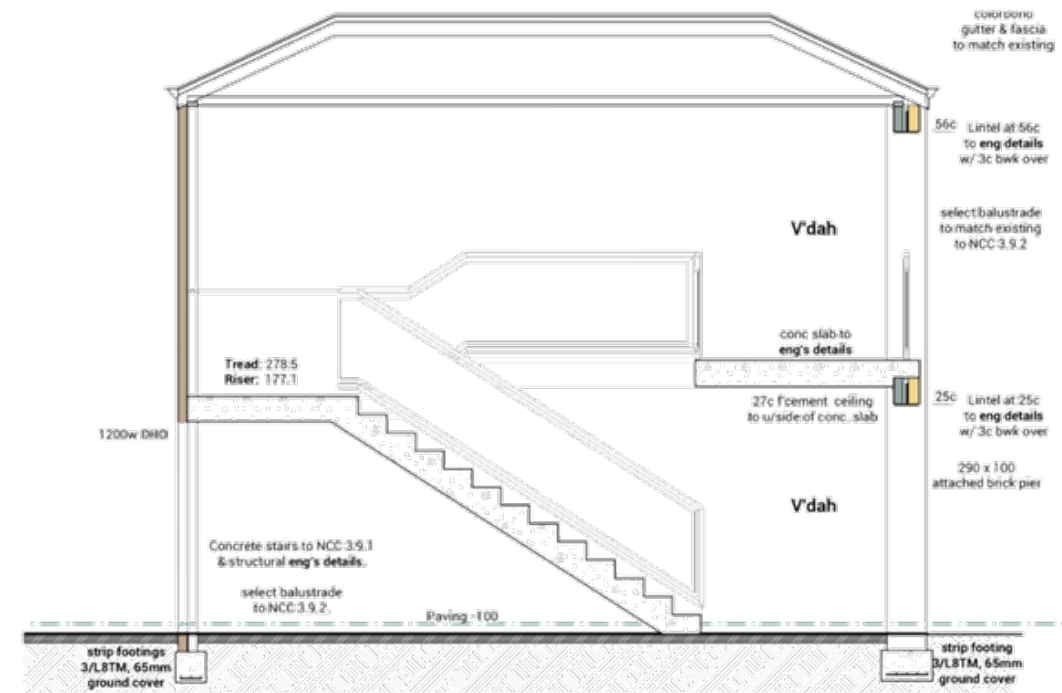 colorbond
gutter & fascia
to match existing
56c
Lintel at 56c
to eng details
w/ 3c bwk over
select balustrade
to match existing
to NCC 3.9.2
V'dah
conc slab to
eng's details
Tread: 278.5
Riser: 177.1
27c f'cement ceiling
to u/side of conc. slab
25c
Lintel at 25c
to eng details
w/ 3c bwk over
1200w DHO
290 x 100
attached brick pier
V'dah
Concrete stairs to NCC 3.9.1
& structural eng's details.
select balustrade
to NCC 3.9.2.
Paving -100
strip footings
3/L8TM, 65mm
ground cover
strip footing
3/L8TM, 65mm
ground cover